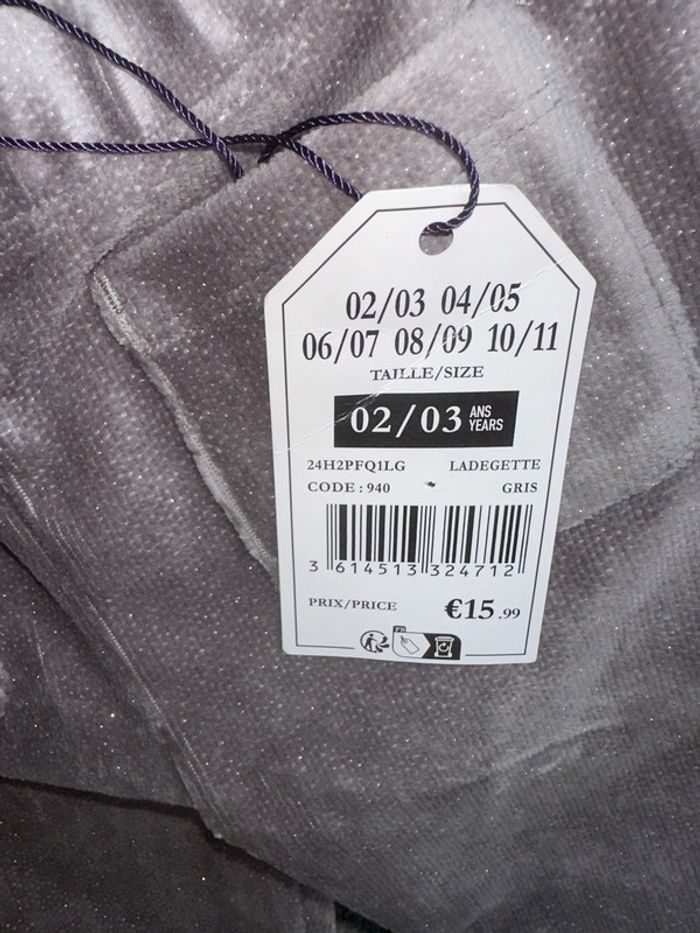 02/03 04/05
06/07 08/09 10/11
TAILLE/SIZE
02/03 ANS YEARS
24H2PFQ1LG LADEGETTE
CODE : 940 GRIS
3 614513 324712
PRIX/PRICE €15.99
FR